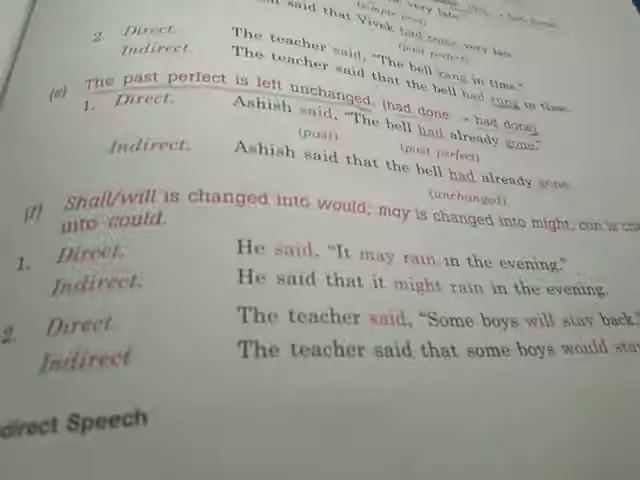 said that Vivek had come very late
(past perfect)
2. Direct. The teacher said, "The bell rang in time."
Indirect. The teacher said that the bell had rung in time.
(e) The past perfect is left unchanged. (had done → had done)
1. Direct. Ashish said, "The bell had already gone."
(past) (past perfect)
Indirect. Ashish said that the bell had already gone
(unchanged)
(f) Shall/will is changed into would; may is changed into might, can is
into could.
1. Direct. He said, "It may rain in the evening."
Indirect. He said that it might rain in the evening.
2. Direct The teacher said, "Some boys will stay back."
Indirect The teacher said that some boys would stay
direct Speech